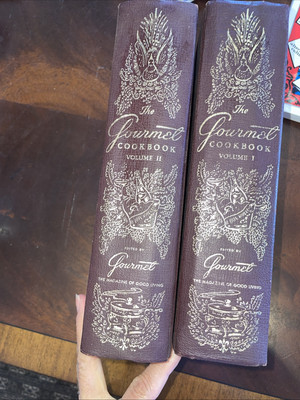 The
Gourmet
COOKBOOK
VOLUME II
EDITED BY
Gourmet
THE MAGAZINE OF GOOD LIVING
The
Gourmet
COOKBOOK
VOLUME I
EDITED BY
Gourmet
THE MAGAZINE OF GOOD LIVING